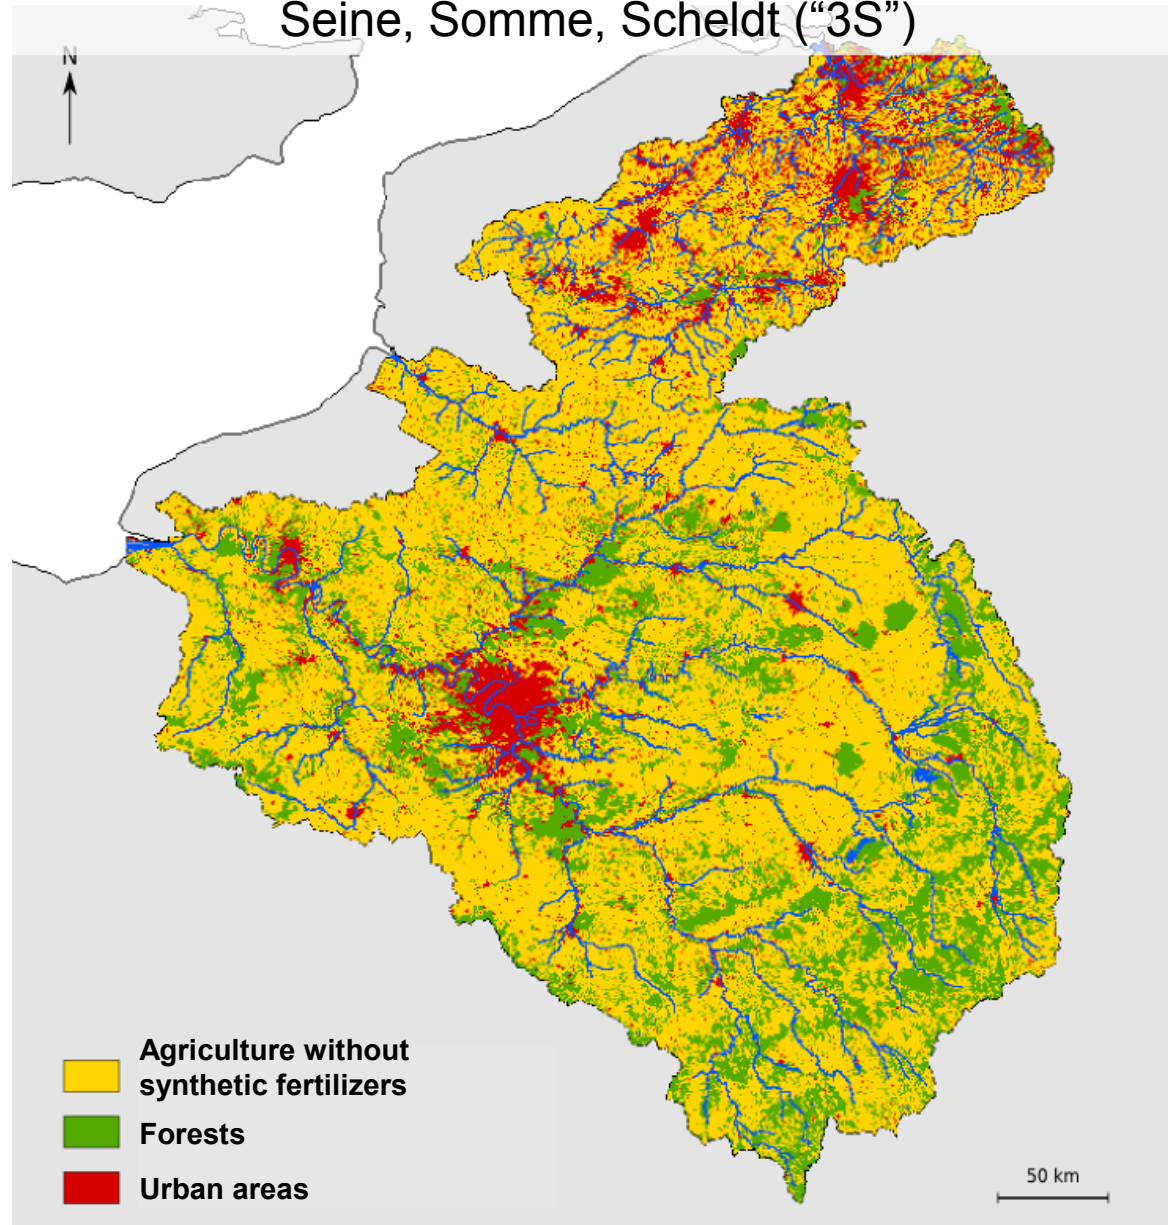 Seine, Somme, Scheldt (“3S”)
N
Agriculture without
synthetic fertilizers
Forests
Urban areas
50 km